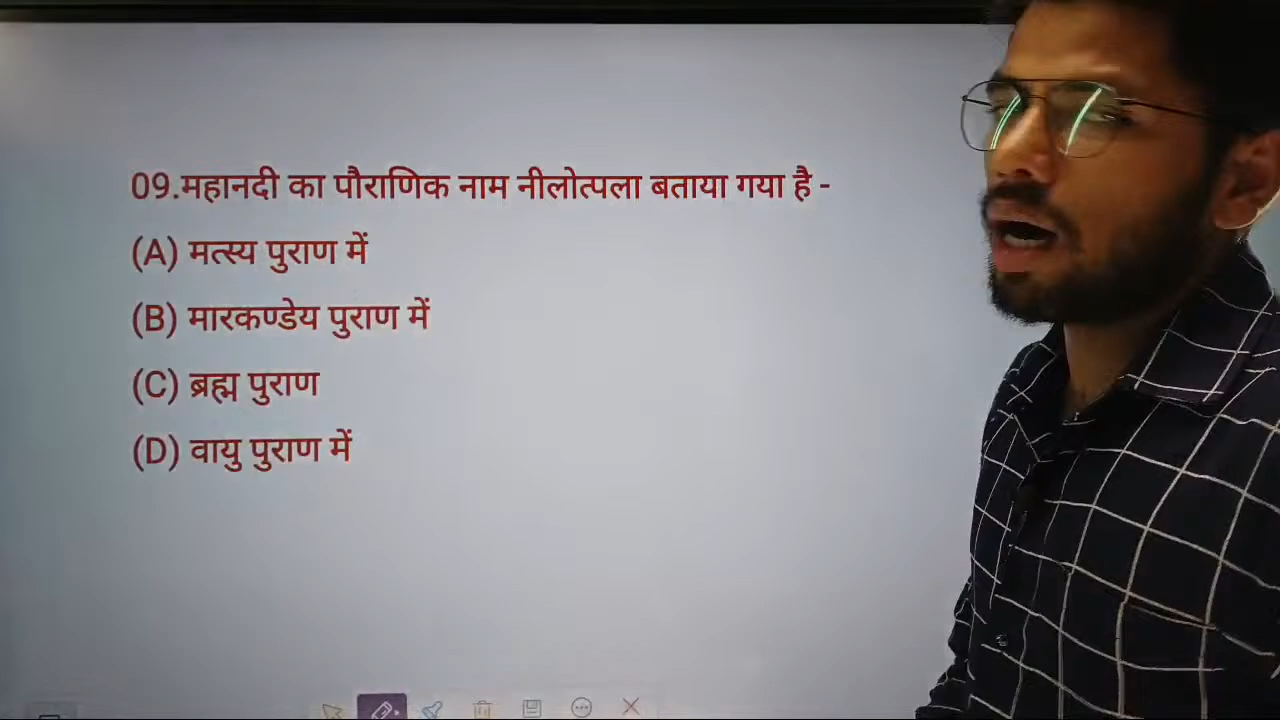 09.महानदी का पौराणिक नाम नीलोत्पला बताया गया है -
(A) मत्स्य पुराण में
(B) मारकण्डेय पुराण में
(C) ब्रह्म पुराण
(D) वायु पुराण में